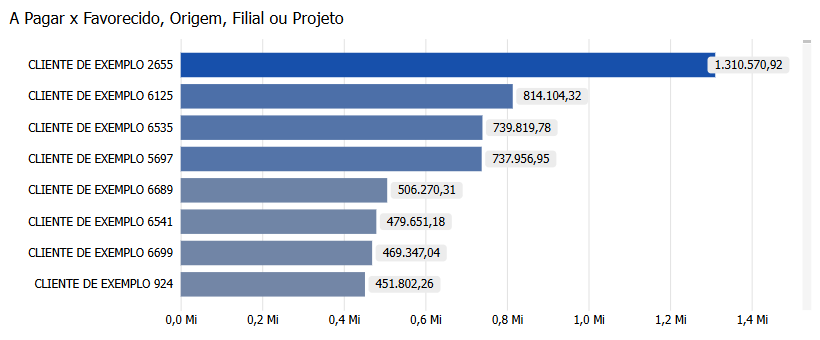 A Pagar x Favorecido, Origem, Filial ou Projeto
CLIENTE DE EXEMPLO 2655 1.310.570,92
CLIENTE DE EXEMPLO 6125 814.104,32
CLIENTE DE EXEMPLO 6535 739.819,78
CLIENTE DE EXEMPLO 5697 737.956,95
CLIENTE DE EXEMPLO 6689 506.270,31
CLIENTE DE EXEMPLO 6541 479.651,18
CLIENTE DE EXEMPLO 6699 469.347,04
CLIENTE DE EXEMPLO 924 451.802,26
0,0 Mi 0,2 Mi 0,4 Mi 0,6 Mi 0,8 Mi 1,0 Mi 1,2 Mi 1,4 Mi